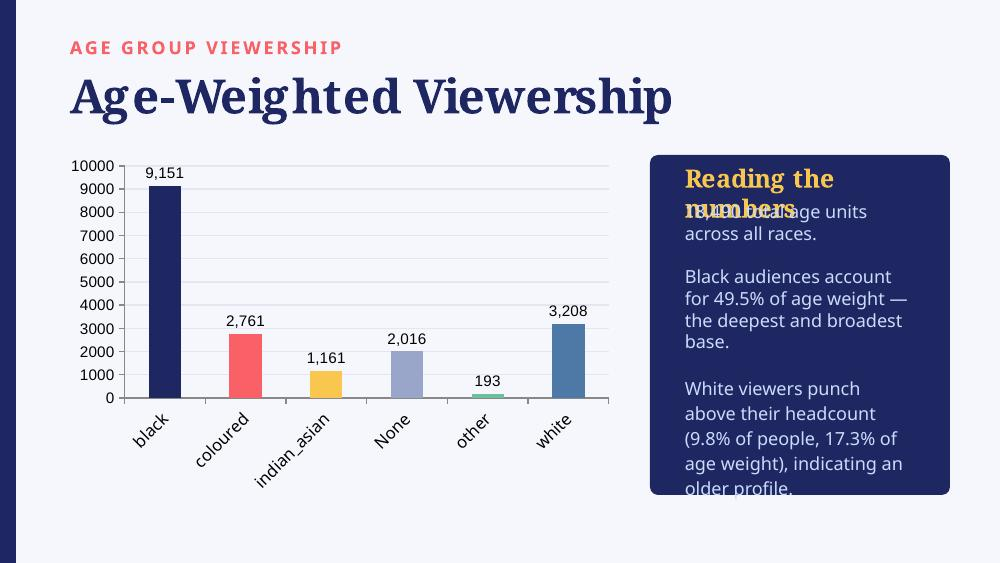 AGE GROUP VIEWERSHIP
Age-Weighted Viewership
10000
9000
8000
7000
6000
5000
4000
3000
2000
1000
0
9,151
2,761
1,161
2,016
193
3,208
black
coloured
indian_asian
None
other
white
Reading the
numbers
total age units
across all races.
Black audiences account
for 49.5% of age weight —
the deepest and broadest
base.
White viewers punch
above their headcount
(9.8% of people, 17.3% of
age weight), indicating an
older profile.